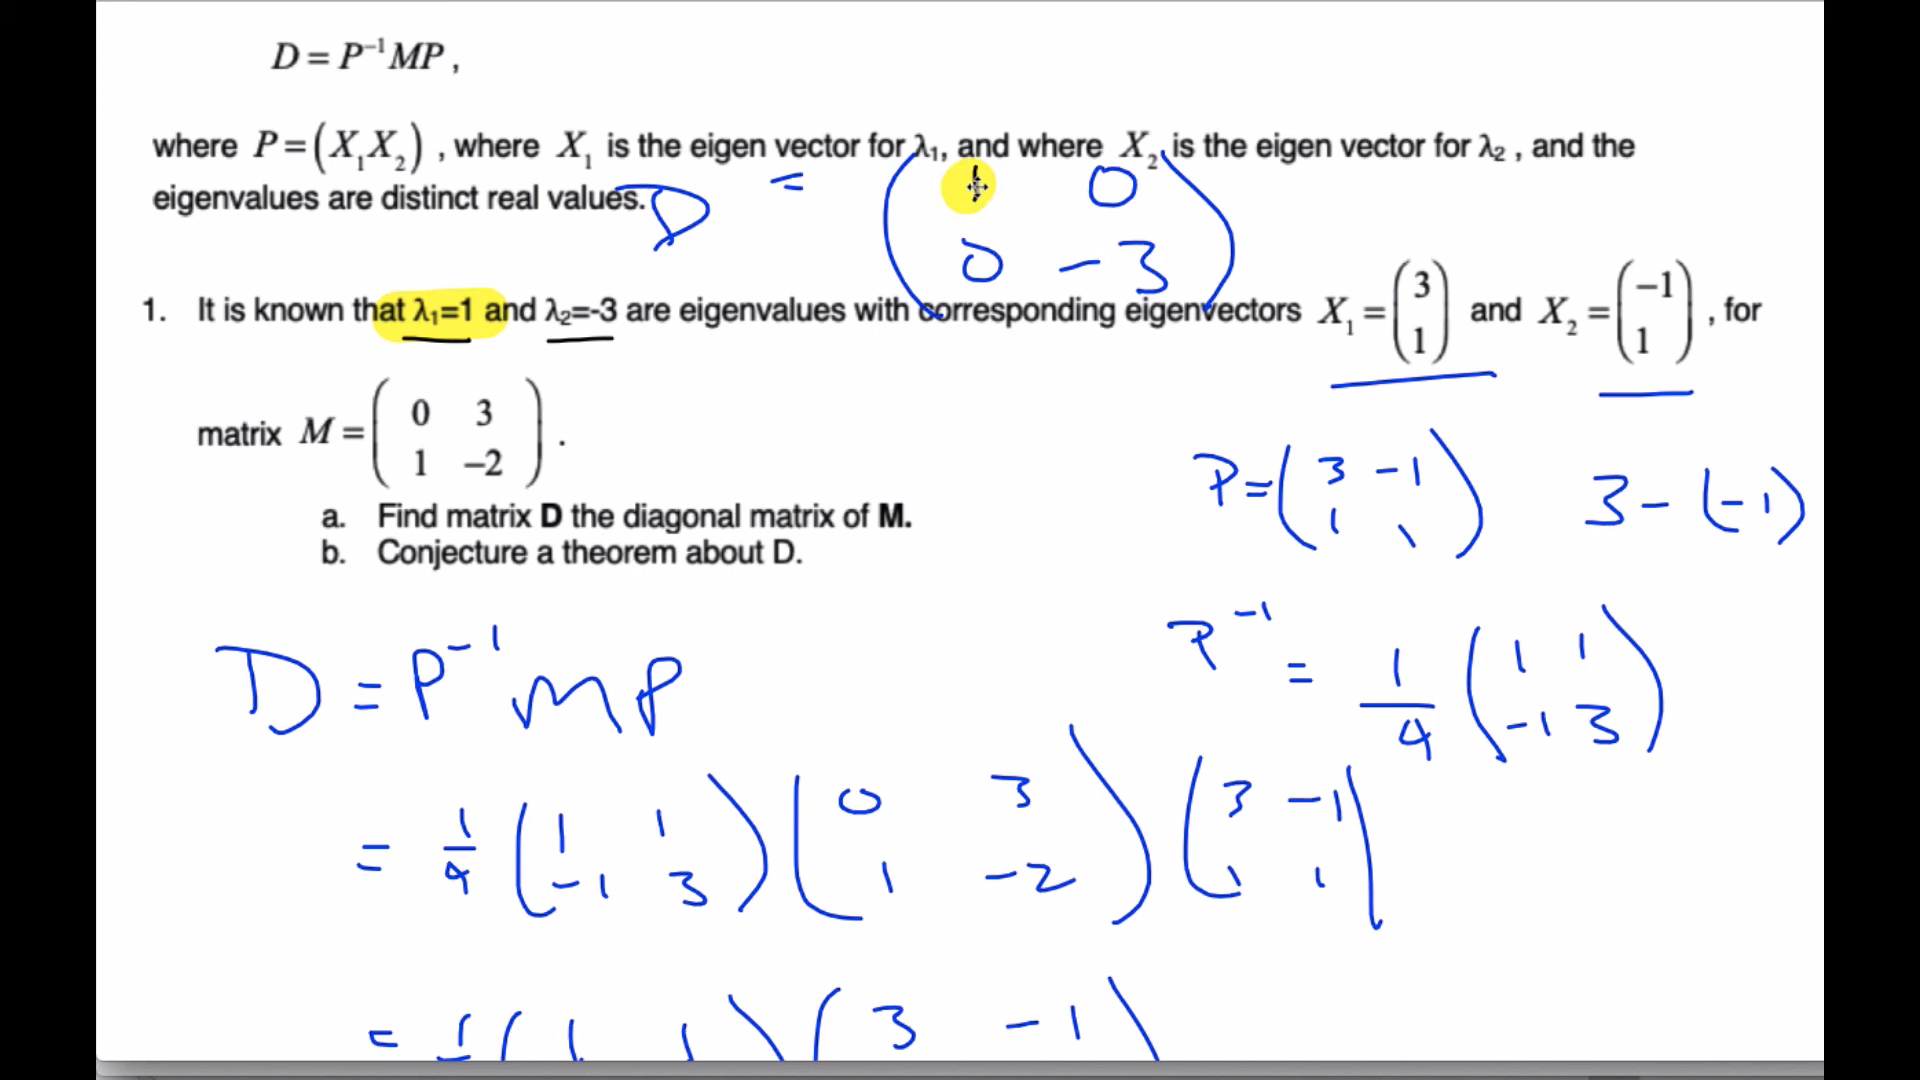 D = P⁻¹MP ,
where P = (X₁X₂) , where X₁ is the eigen vector for λ₁, and where X₂ is the eigen vector for λ₂ , and the
eigenvalues are distinct real values.
D = ( 1 0
0 -3 )
1. It is known that λ₁=1 and λ₂=-3 are eigenvalues with corresponding eigenvectors X₁ = (3 1) and X₂ = (−1 1) , for
matrix M = ( 0 3
1 −2 ) .
P = ( 3 -1
1 1 )
3 - (-1)
a. Find matrix D the diagonal matrix of M.
b. Conjecture a theorem about D.
D = P⁻¹ M P
P⁻¹ = 1/4 ( 1 1
-1 3 )
= 1/4 ( 1 1
-1 3 ) ( 0 3
1 -2 ) ( 3 -1
1 1 )
= ( 1 1 ) ( 3 -1 )